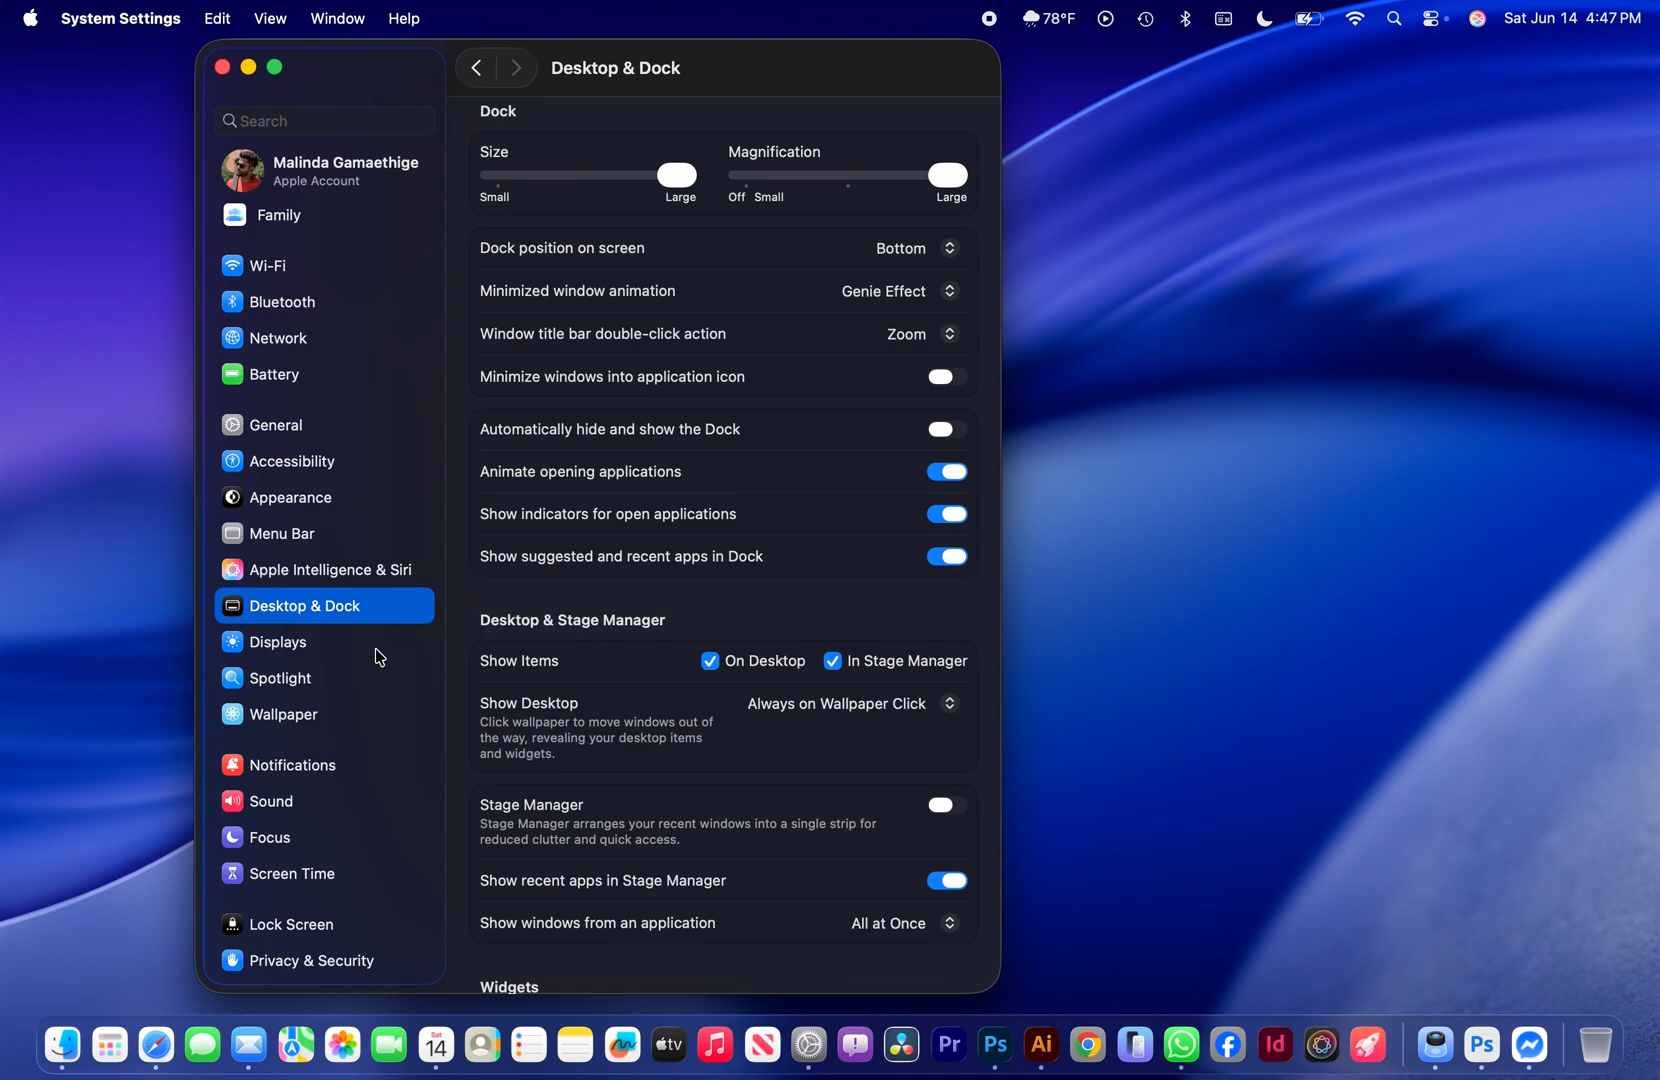 System Settings Edit View Window Help
78°F Sat Jun 14 4:47 PM
Desktop & Dock
Search
Malinda Gamaethige
Apple Account
Family
Wi-Fi
Bluetooth
Network
Battery
General
Accessibility
Appearance
Menu Bar
Apple Intelligence & Siri
Desktop & Dock
Displays
Spotlight
Wallpaper
Notifications
Sound
Focus
Screen Time
Lock Screen
Privacy & Security
Dock
Size Magnification
Small Large Off Small Large
Dock position on screen Bottom
Minimized window animation Genie Effect
Window title bar double-click action Zoom
Minimize windows into application icon
Automatically hide and show the Dock
Animate opening applications
Show indicators for open applications
Show suggested and recent apps in Dock
Desktop & Stage Manager
Show Items On Desktop In Stage Manager
Show Desktop Always on Wallpaper Click
Click wallpaper to move windows out of
the way, revealing your desktop items
and widgets.
Stage Manager
Stage Manager arranges your recent windows into a single strip for
reduced clutter and quick access.
Show recent apps in Stage Manager
Show windows from an application All at Once
Widgets
Sat
14 tv Pr Ps Ai Id Ps